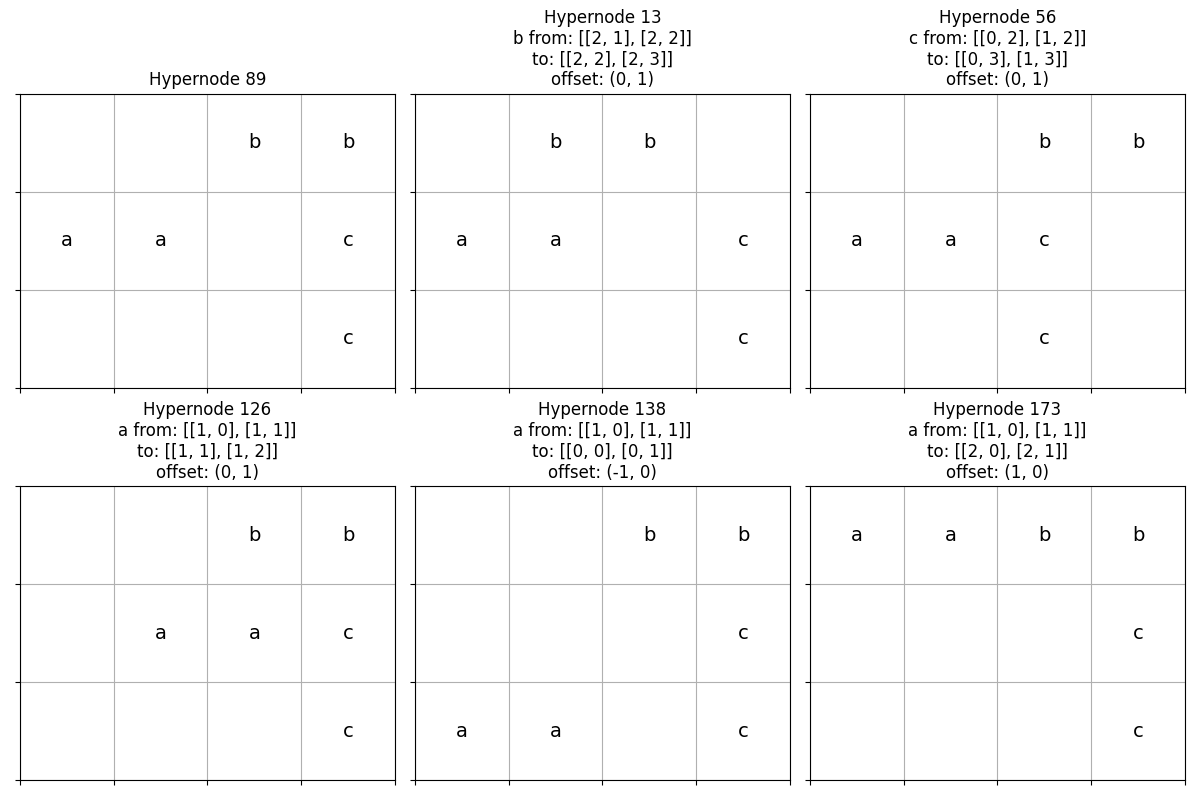 Hypernode 89
b b
a a c
c
Hypernode 13
b from: [[2, 1], [2, 2]]
to: [[2, 2], [2, 3]]
offset: (0, 1)
b b
a a c
c
Hypernode 56
c from: [[0, 2], [1, 2]]
to: [[0, 3], [1, 3]]
offset: (0, 1)
b b
a a c
c
Hypernode 126
a from: [[1, 0], [1, 1]]
to: [[1, 1], [1, 2]]
offset: (0, 1)
b b
a a c
c
Hypernode 138
a from: [[1, 0], [1, 1]]
to: [[0, 0], [0, 1]]
offset: (-1, 0)
b b
c
a a c
Hypernode 173
a from: [[1, 0], [1, 1]]
to: [[2, 0], [2, 1]]
offset: (1, 0)
a a b b
c
c